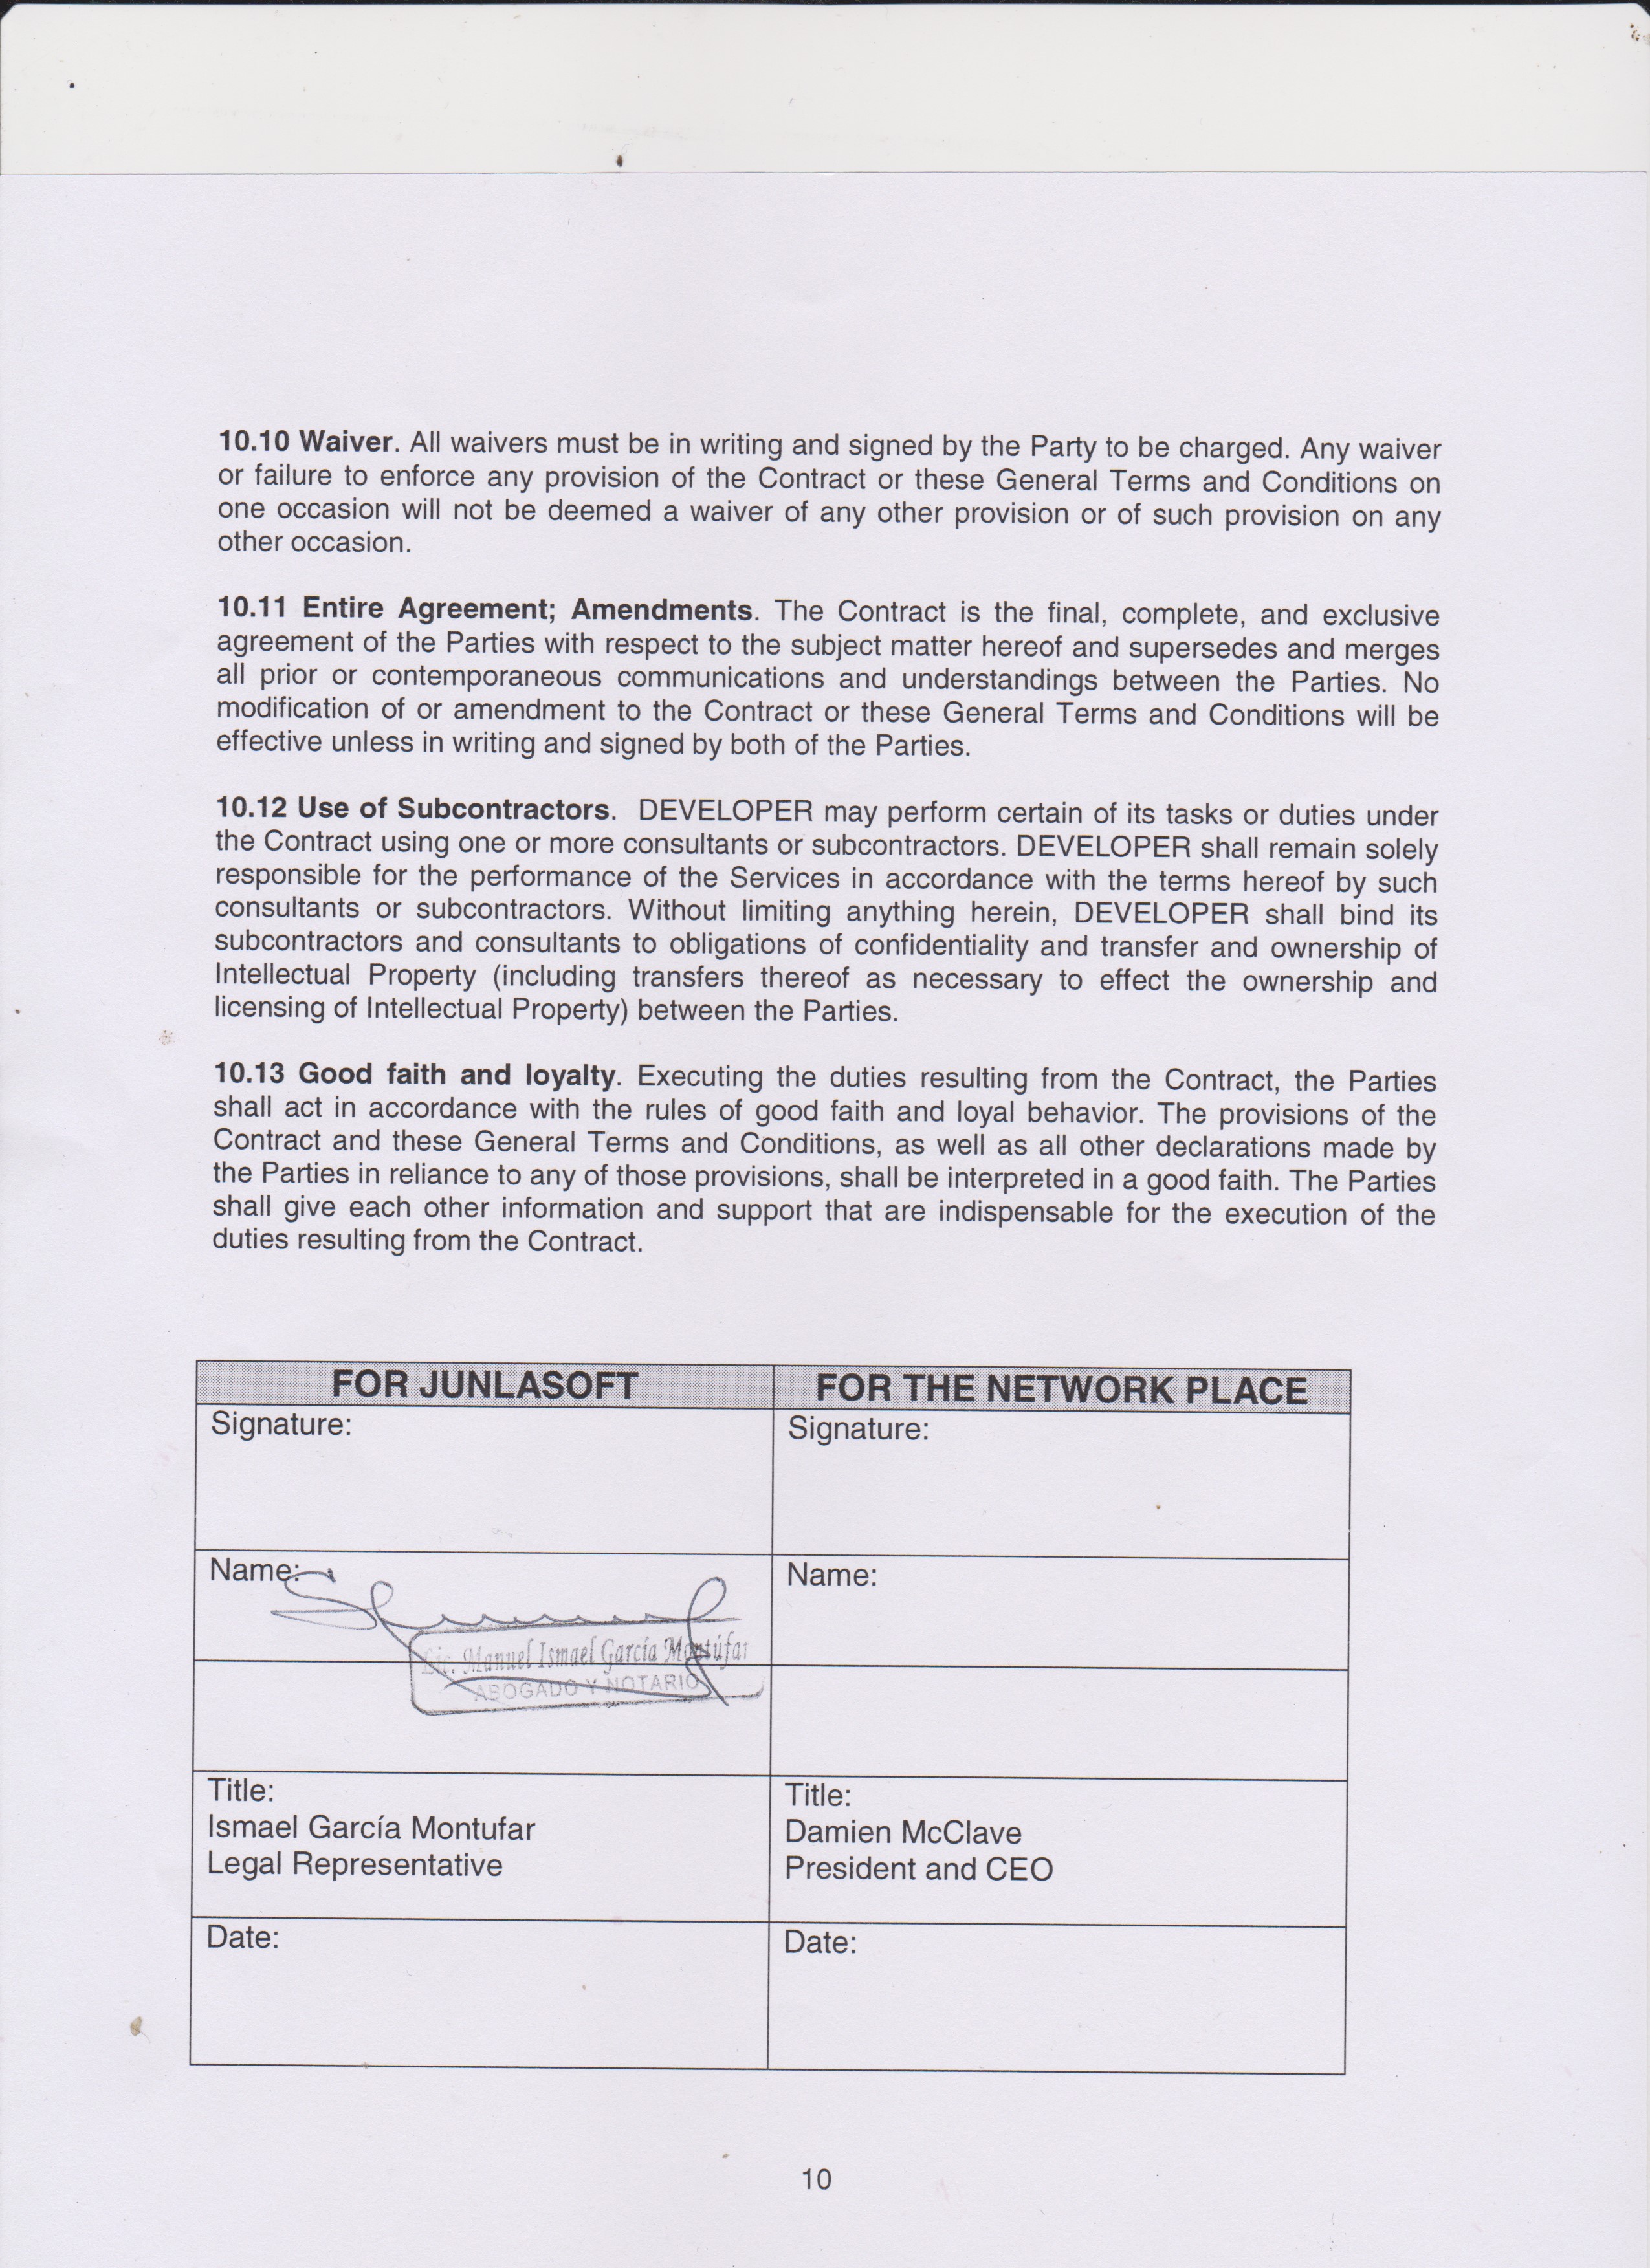 10.10 Waiver. All waivers must be in writing and signed by the Party to be charged. Any waiver
or failure to enforce any provision of the Contract or these General Terms and Conditions on
one occasion will not be deemed a waiver of any other provision or of such provision on any
other occasion.
10.11 Entire Agreement; Amendments. The Contract is the final, complete, and exclusive
agreement of the Parties with respect to the subject matter hereof and supersedes and merges
all prior or contemporaneous communications and understandings between the Parties. No
modification of or amendment to the Contract or these General Terms and Conditions will be
effective unless in writing and signed by both of the Parties.
10.12 Use of Subcontractors. DEVELOPER may perform certain of its tasks or duties under
the Contract using one or more consultants or subcontractors. DEVELOPER shall remain solely
responsible for the performance of the Services in accordance with the terms hereof by such
consultants or subcontractors. Without limiting anything herein, DEVELOPER shall bind its
subcontractors and consultants to obligations of confidentiality and transfer and ownership of
Intellectual Property (including transfers thereof as necessary to effect the ownership and
licensing of Intellectual Property) between the Parties.
10.13 Good faith and loyalty. Executing the duties resulting from the Contract, the Parties
shall act in accordance with the rules of good faith and loyal behavior. The provisions of the
Contract and these General Terms and Conditions, as well as all other declarations made by
the Parties in reliance to any of those provisions, shall be interpreted in a good faith. The Parties
shall give each other information and support that are indispensable for the execution of the
duties resulting from the Contract.
FOR JUNLASOFT
FOR THE NETWORK PLACE
Signature:
Signature:
Name:
Name:
Lic. Manuel Ismael García Montúfar
ABOGADO Y NOTARIO
Title:
Ismael García Montufar
Legal Representative
Title:
Damien McClave
President and CEO
Date:
Date:
10